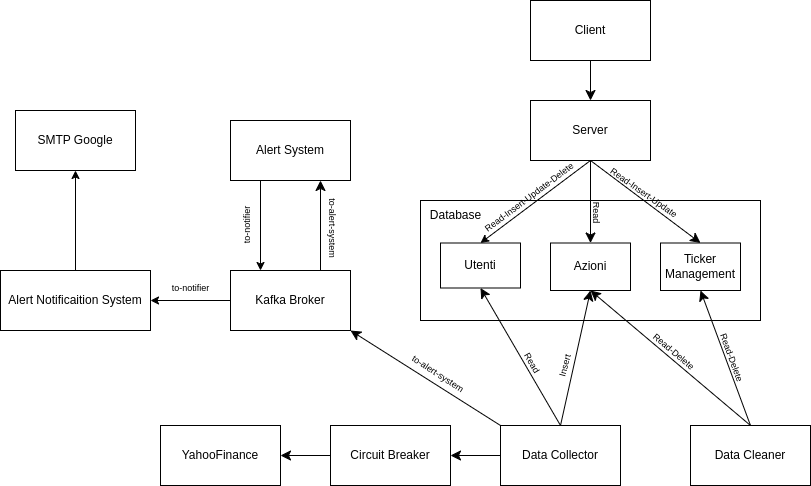 Client
SMTP Google
Alert System
Server
Read-Insert-Update-Delete
Read
Read-Insert-Update
to-notifier
to-alert-system
Database
Utenti
Azioni
Ticker
Management
Alert Notificaition System
to-notifier
Kafka Broker
to-alert-system
Read
Insert
Read-Delete
Read-Delete
YahooFinance
Circuit Breaker
Data Collector
Data Cleaner